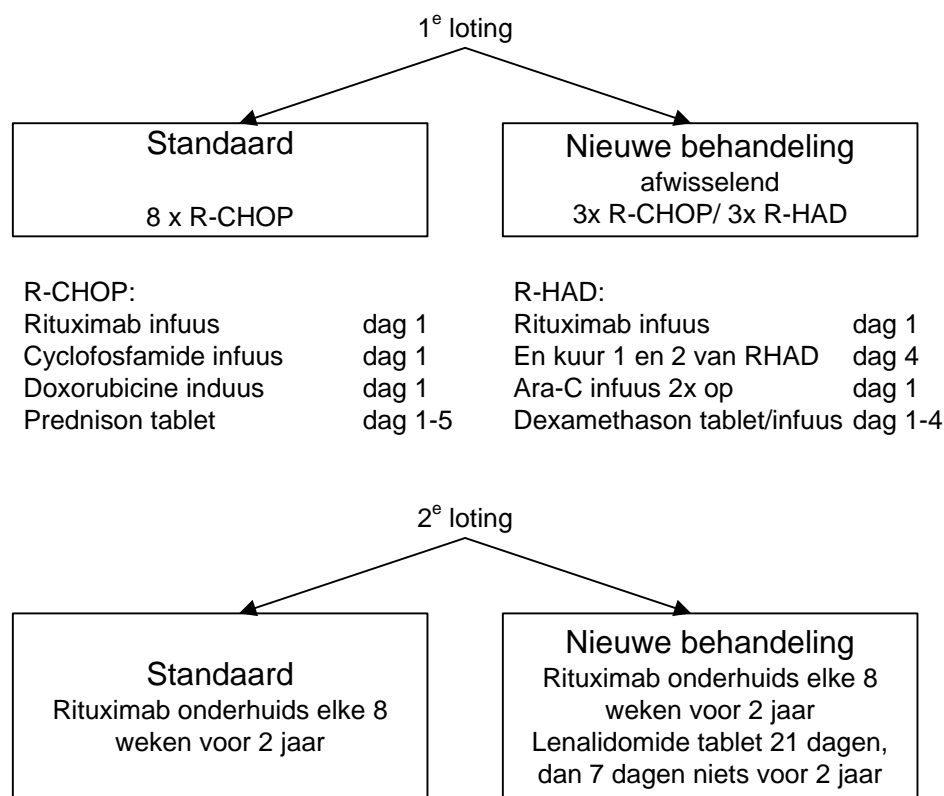 1e loting
Standaard
8 x R-CHOP
Nieuwe behandeling
afwisselend
3x R-CHOP/ 3x R-HAD
R-CHOP:
Rituximab infuus dag 1
Cyclofosfamide infuus dag 1
Doxorubicine induus dag 1
Prednison tablet dag 1-5
R-HAD:
Rituximab infuus dag 1
En kuur 1 en 2 van RHAD dag 4
Ara-C infuus 2x op dag 1
Dexamethason tablet/infuus dag 1-4
2e loting
Standaard
Rituximab onderhuids elke 8
weken voor 2 jaar
Nieuwe behandeling
Rituximab onderhuids elke 8
weken voor 2 jaar
Lenalidomide tablet 21 dagen,
dan 7 dagen niets voor 2 jaar